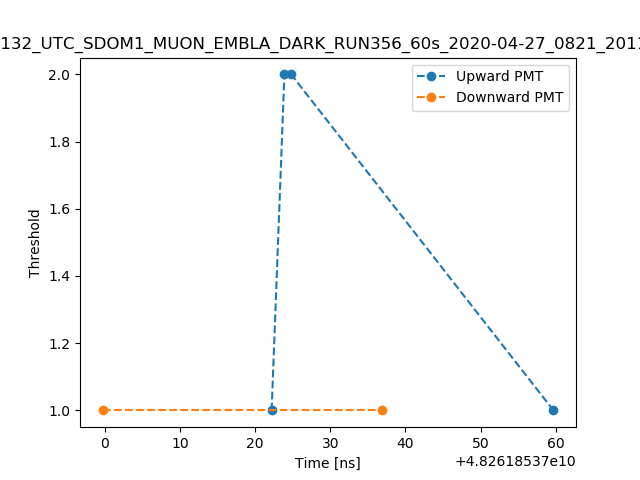 132_UTC_SDOM1_MUON_EMBLA_DARK_RUN356_60s_2020-04-27_0821_2011
Upward PMT
Downward PMT
Threshold
2.0
1.8
1.6
1.4
1.2
1.0
0 10 20 30 40 50 60
Time [ns]
+4.82618537e10